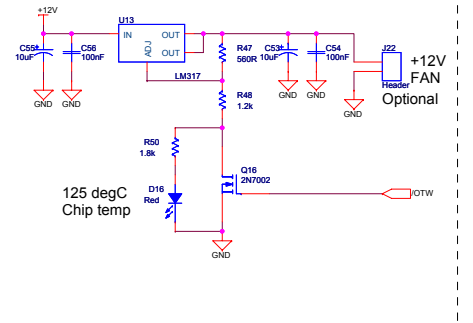 +12V
U13
IN
OUT
OUT
ADJ
LM317
C55
10uF
+
C56
100nF
R47
560R
C53
10uF
+
C54
100nF
J22
Header
+12V
FAN
Optional
GND
GND
GND
GND
GND
R48
1.2k
R50
1.8k
D16
Red
Q16
2N7002
/OTW
125 degC
Chip temp
GND